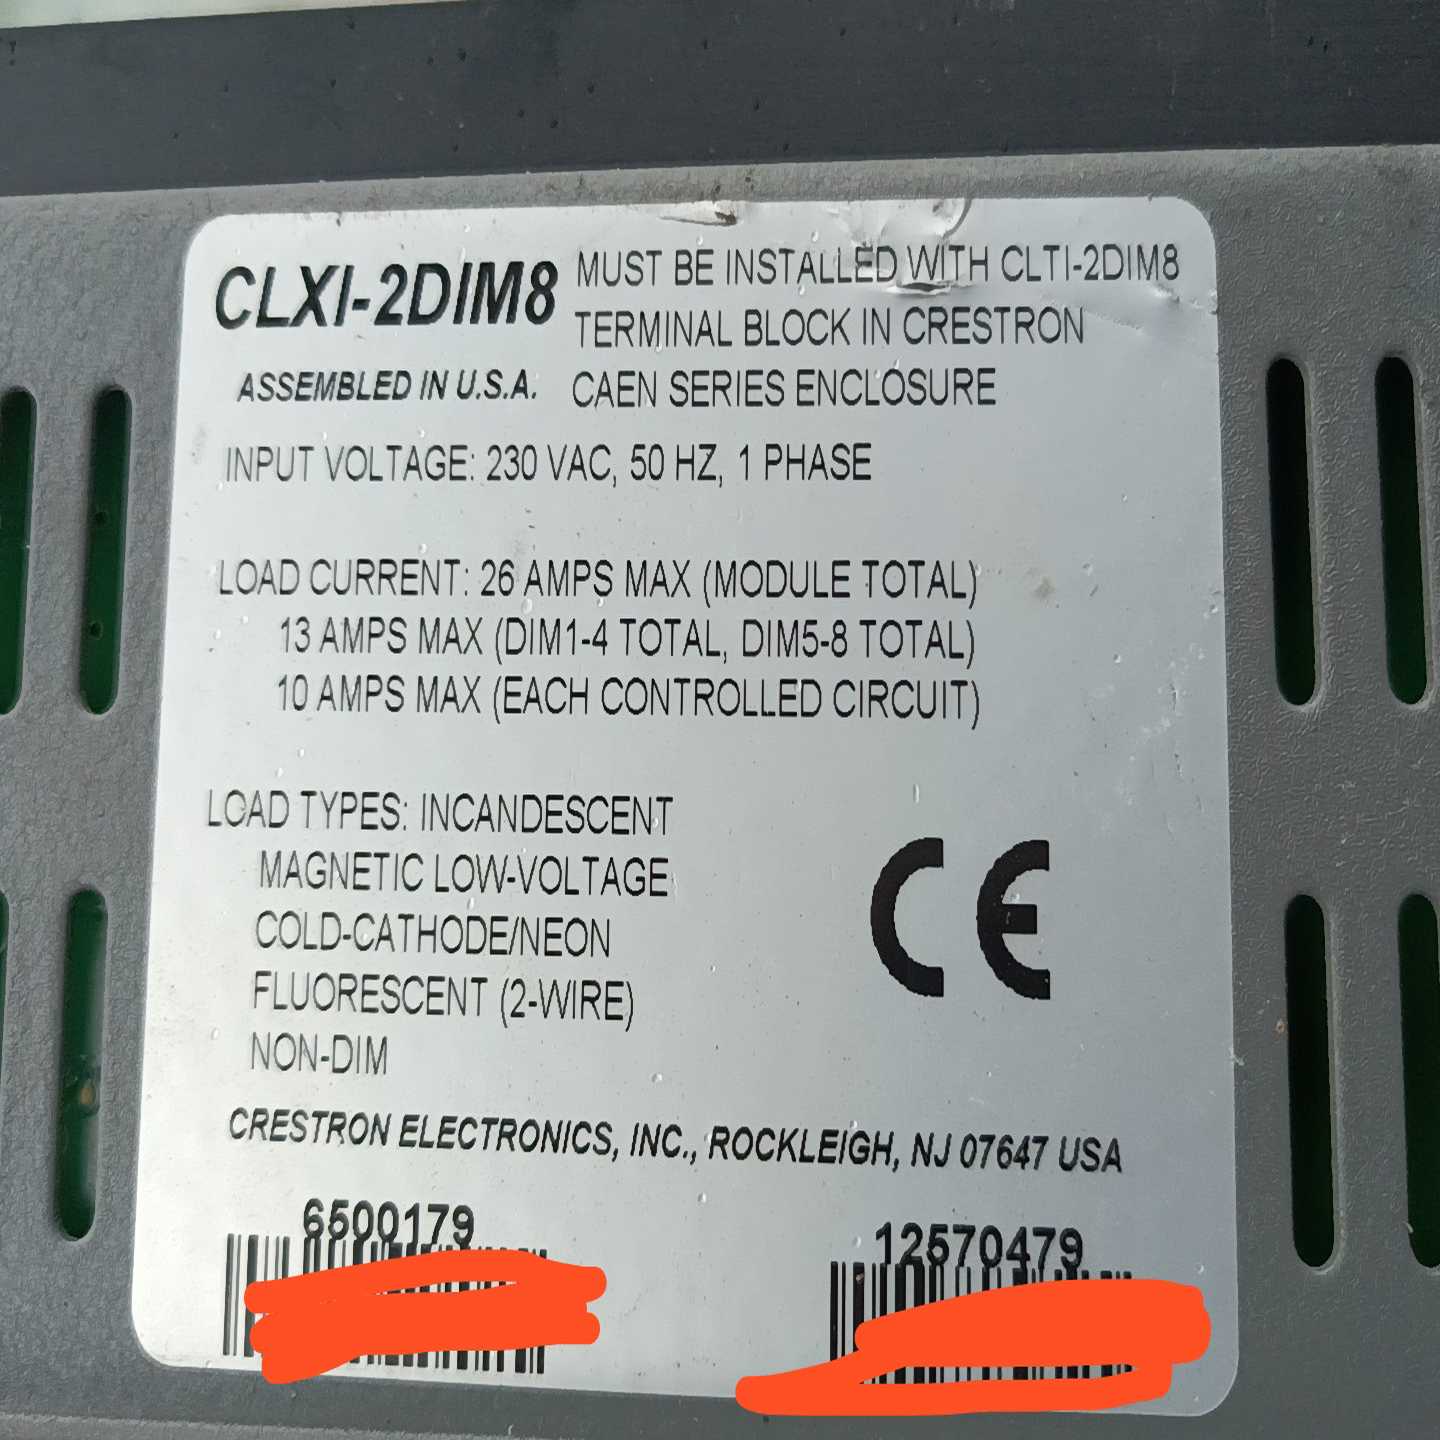 CLXI-2DIM8 MUST BE INSTALLED WITH CLTI-2DIM8
TERMINAL BLOCK IN CRESTRON
ASSEMBLED IN U.S.A. CAEN SERIES ENCLOSURE
INPUT VOLTAGE: 230 VAC, 50 HZ, 1 PHASE
LOAD CURRENT: 26 AMPS MAX (MODULE TOTAL)
13 AMPS MAX (DIM1-4 TOTAL, DIM5-8 TOTAL)
10 AMPS MAX (EACH CONTROLLED CIRCUIT)
LOAD TYPES: INCANDESCENT
MAGNETIC LOW-VOLTAGE
COLD-CATHODE/NEON
FLUORESCENT (2-WIRE)
NON-DIM
CE
CRESTRON ELECTRONICS, INC., ROCKLEIGH, NJ 07647 USA
6500179 12570479